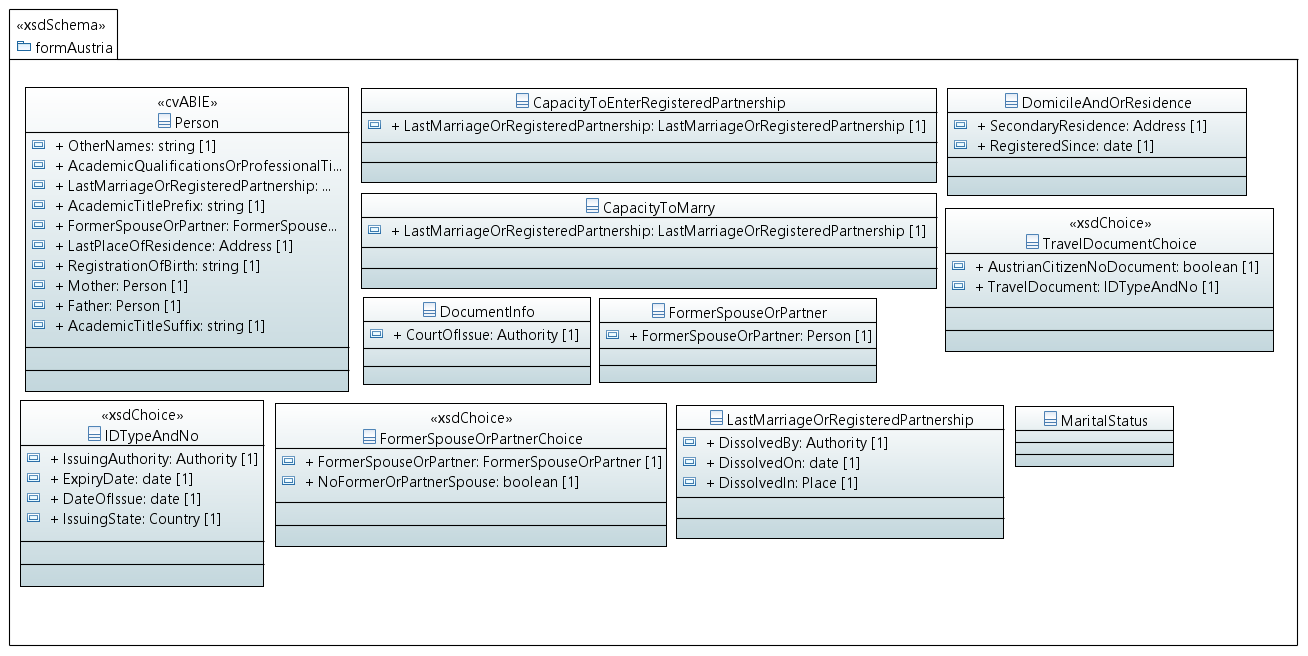 «xsdSchema»
formAustria
«cvABIE»
Person
+ OtherNames: string [1]
+ AcademicQualificationsOrProfessionalTi...
+ LastMarriageOrRegisteredPartnership: ...
+ AcademicTitlePrefix: string [1]
+ FormerSpouseOrPartner: FormerSpouse...
+ LastPlaceOfResidence: Address [1]
+ RegistrationOfBirth: string [1]
+ Mother: Person [1]
+ Father: Person [1]
+ AcademicTitleSuffix: string [1]
CapacityToEnterRegisteredPartnership
+ LastMarriageOrRegisteredPartnership: LastMarriageOrRegisteredPartnership [1]
DomicileAndOrResidence
+ SecondaryResidence: Address [1]
+ RegisteredSince: date [1]
CapacityToMarry
+ LastMarriageOrRegisteredPartnership: LastMarriageOrRegisteredPartnership [1]
«xsdChoice»
TravelDocumentChoice
+ AustrianCitizenNoDocument: boolean [1]
+ TravelDocument: IDTypeAndNo [1]
DocumentInfo
+ CourtOfIssue: Authority [1]
FormerSpouseOrPartner
+ FormerSpouseOrPartner: Person [1]
«xsdChoice»
IDTypeAndNo
+ IssuingAuthority: Authority [1]
+ ExpiryDate: date [1]
+ DateOfIssue: date [1]
+ IssuingState: Country [1]
«xsdChoice»
FormerSpouseOrPartnerChoice
+ FormerSpouseOrPartner: FormerSpouseOrPartner [1]
+ NoFormerOrPartnerSpouse: boolean [1]
LastMarriageOrRegisteredPartnership
+ DissolvedBy: Authority [1]
+ DissolvedOn: date [1]
+ DissolvedIn: Place [1]
MaritalStatus